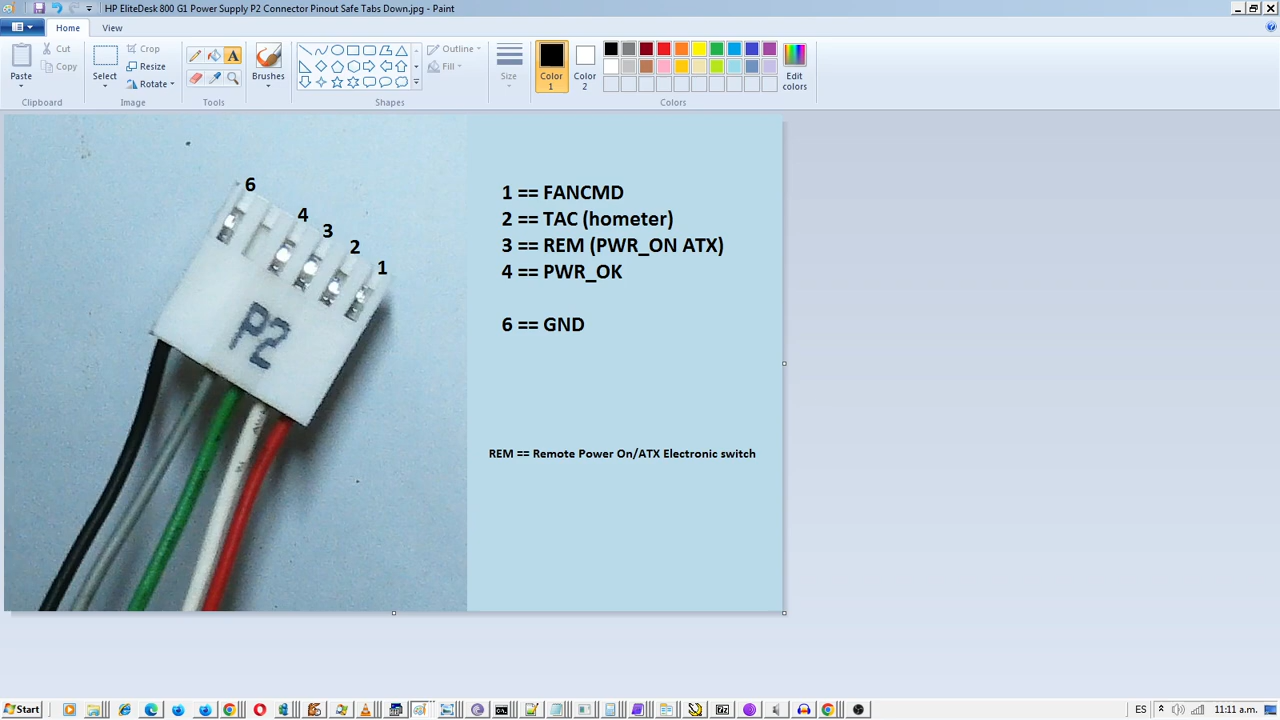 HP EliteDesk 800 G1 Power Supply P2 Connector Pinout Safe Tabs Down.jpg - Paint
Home
View
Paste
Cut
Copy
Clipboard
Select
Crop
Resize
Rotate
Image
Tools
Brushes
Outline
Fill
Shapes
Size
Color 1
Color 2
Edit colors
Colors
6
4
3
2
1
P2
1 == FANCMD
2 == TAC (hometer)
3 == REM (PWR_ON ATX)
4 == PWR_OK
6 == GND
REM == Remote Power On/ATX Electronic switch
Start
ES
11:11 a.m.